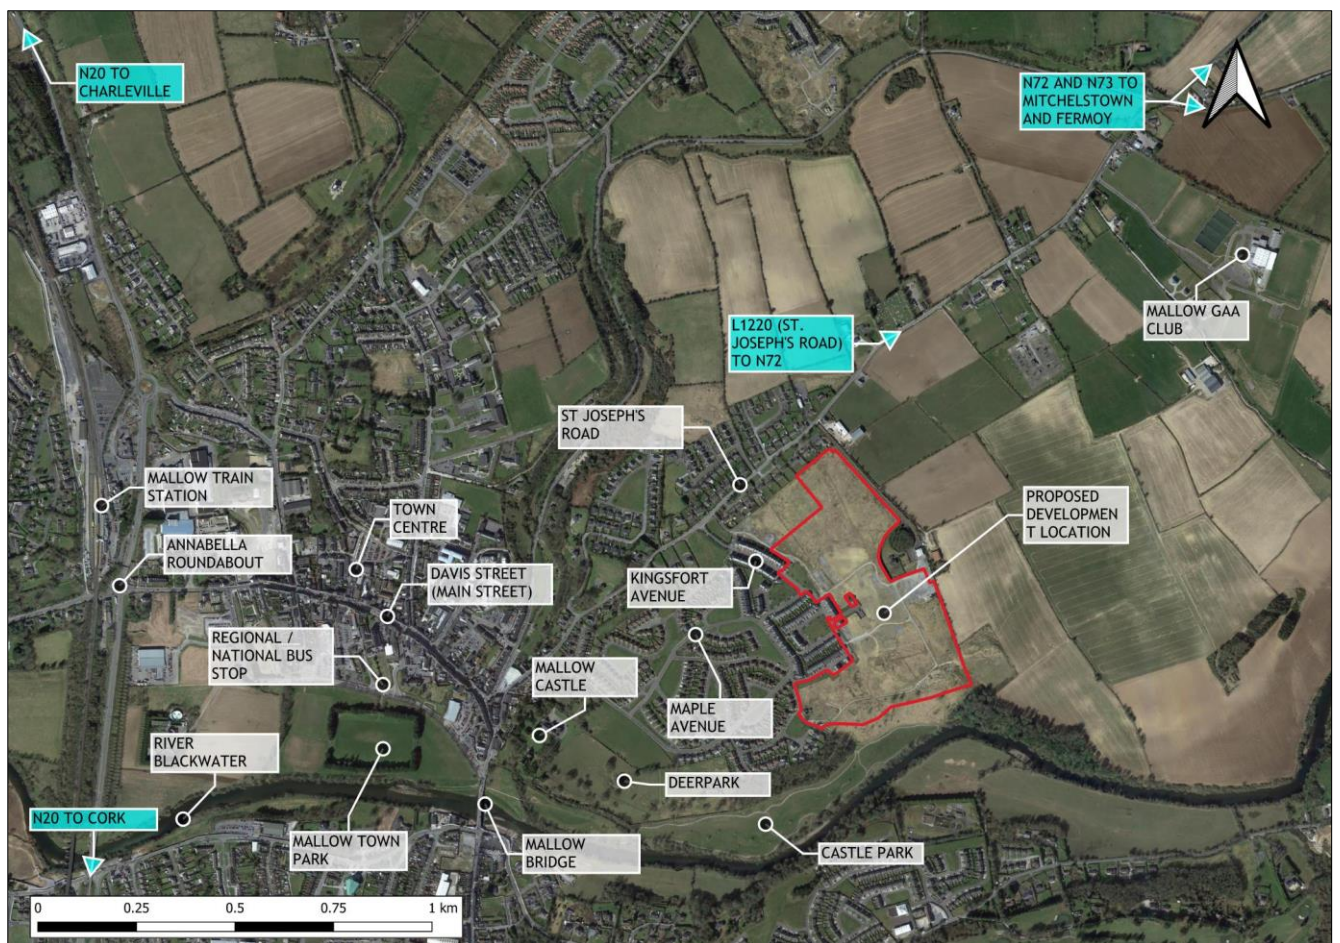 N20 TO
CHARLEVILLE
N72 AND N73 TO
MITCHELSTOWN
AND FERMOY
MALLOW GAA
CLUB
L1220 (ST.
JOSEPH'S ROAD)
TO N72
ST JOSEPH'S
ROAD
MALLOW TRAIN
STATION
TOWN
CENTRE
PROPOSED
DEVELOPMEN
T LOCATION
ANNABELLA
ROUNDABOUT
DAVIS STREET
(MAIN STREET)
KINGSFORT
AVENUE
REGIONAL /
NATIONAL BUS
STOP
MALLOW
CASTLE
MAPLE
AVENUE
RIVER
BLACKWATER
DEERPARK
N20 TO CORK
MALLOW TOWN
PARK
MALLOW
BRIDGE
CASTLE PARK
0 0.25 0.5 0.75 1 km